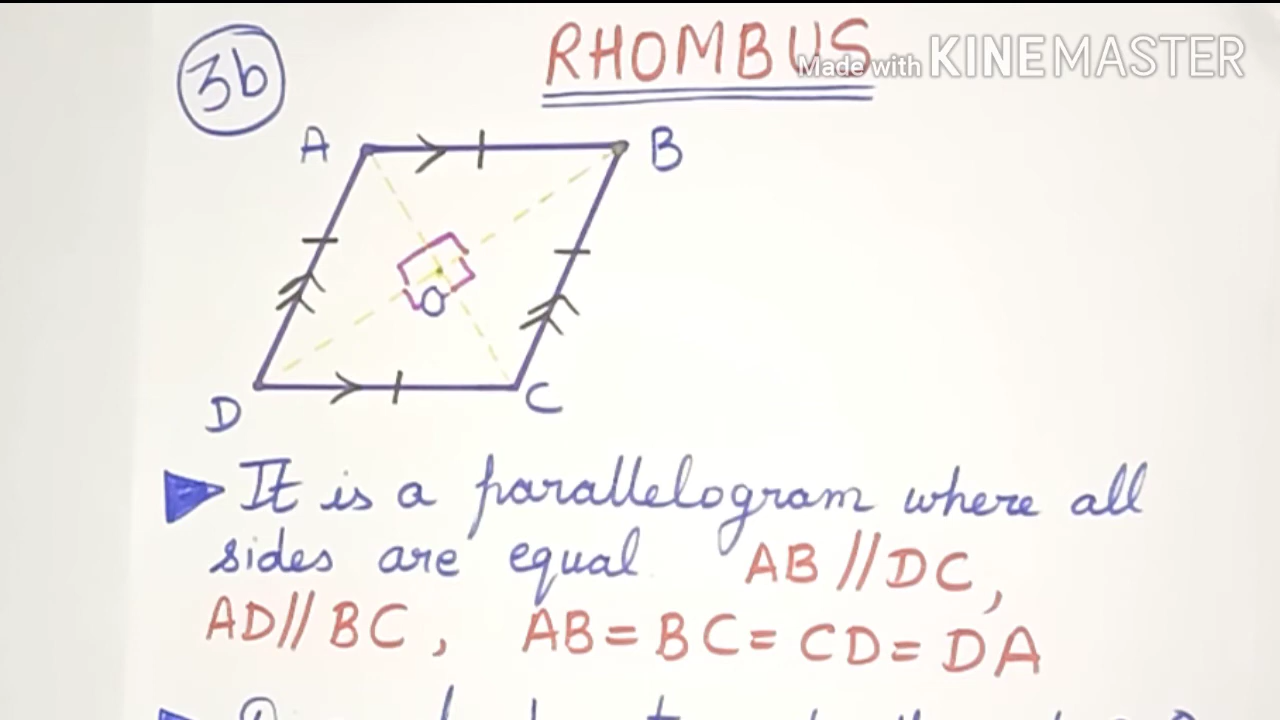 3b
RHOMBUS
Made with KINEMASTER
A
B
O
D
C
It is a parallelogram where all
sides are equal AB // DC,
AD // BC, AB = BC = CD = DA